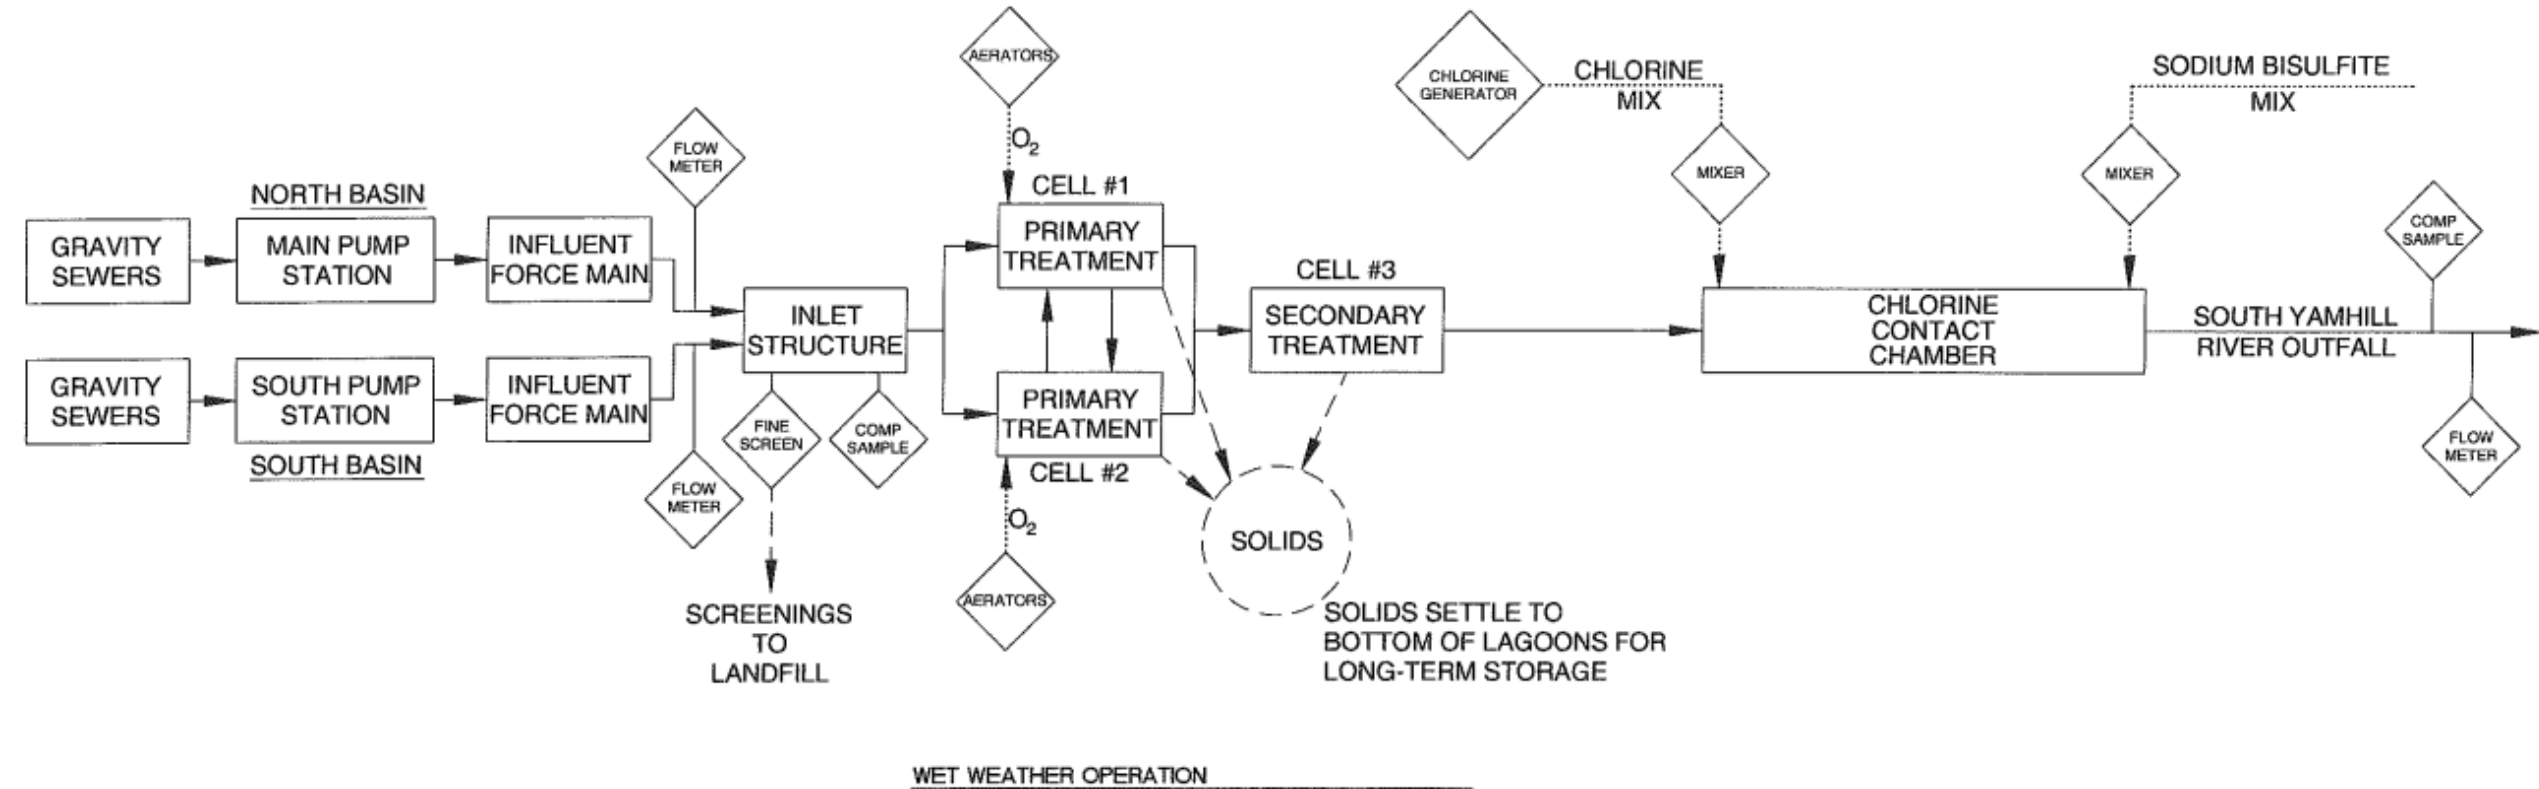 AERATORS
O2
CHLORINE
GENERATOR
CHLORINE
MIX
SODIUM BISULFITE
MIX
FLOW
METER
MIXER
MIXER
COMP
SAMPLE
NORTH BASIN
GRAVITY
SEWERS
MAIN PUMP
STATION
INFLUENT
FORCE MAIN
CELL #1
PRIMARY
TREATMENT
INLET
STRUCTURE
CELL #3
SECONDARY
TREATMENT
CHLORINE
CONTACT
CHAMBER
SOUTH YAMHILL
RIVER OUTFALL
GRAVITY
SEWERS
SOUTH PUMP
STATION
SOUTH BASIN
INFLUENT
FORCE MAIN
FLOW
METER
FINE
SCREEN
COMP
SAMPLE
PRIMARY
TREATMENT
CELL #2
O2
AERATORS
FLOW
METER
SCREENINGS
TO
LANDFILL
SOLIDS
SOLIDS SETTLE TO
BOTTOM OF LAGOONS FOR
LONG-TERM STORAGE
WET WEATHER OPERATION